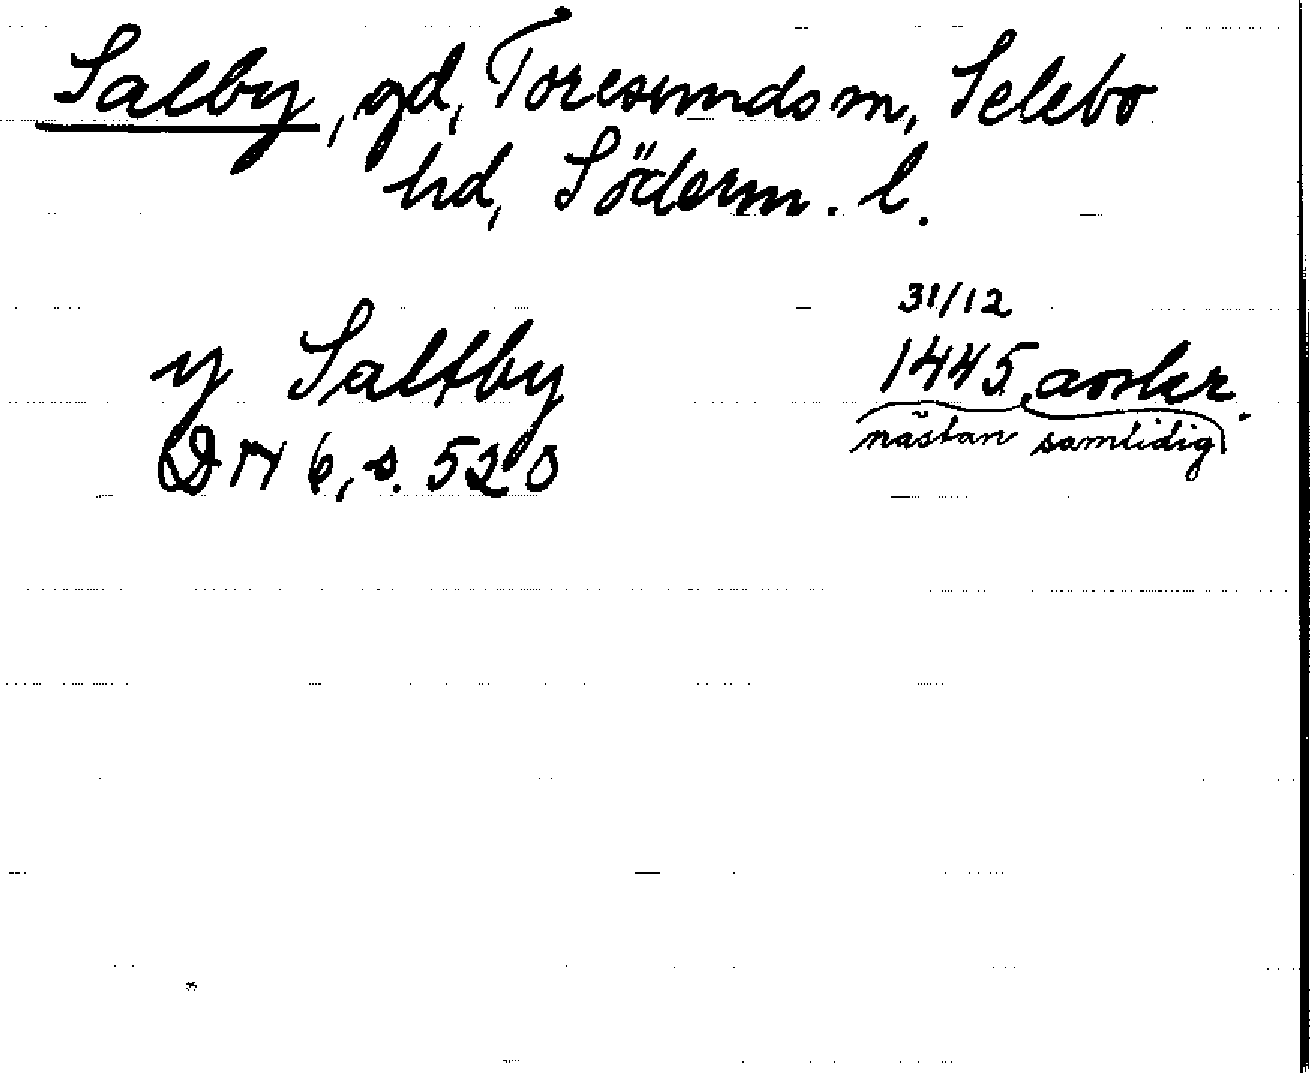 Salby, gd, Toresunds sn, Selebo
hd, Söderm. l.
31/12
y Saltby 1445 avskr.
nästan samtidig
DN 6, s. 520